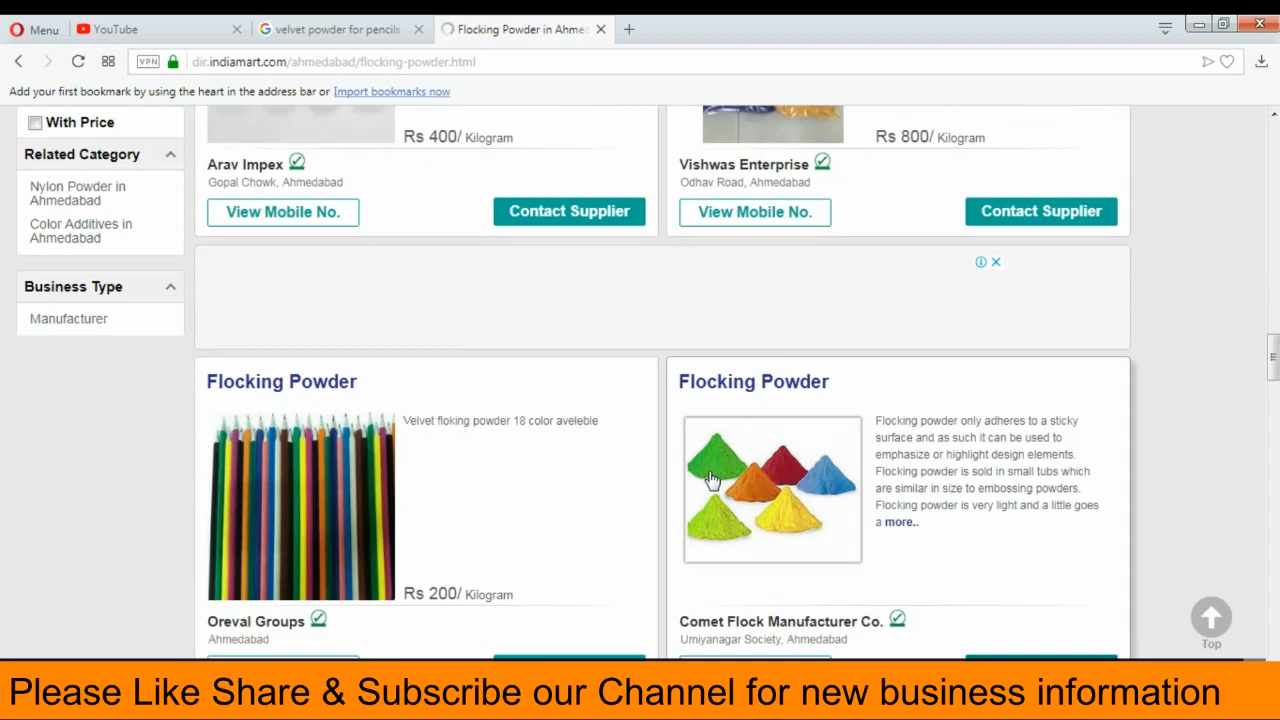 Menu
YouTube
velvet powder for pencils
Flocking Powder in Ahmed
VPN
dir.indiamart.com/ahmedabad/flocking-powder.html
Add your first bookmark by using the heart in the address bar or Import bookmarks now
With Price
Related Category
Nylon Powder in
Ahmedabad
Color Additives in
Ahmedabad
Business Type
Manufacturer
Rs 400/ Kilogram
Arav Impex
Gopal Chowk, Ahmedabad
View Mobile No.
Contact Supplier
Rs 800/ Kilogram
Vishwas Enterprise
Odhav Road, Ahmedabad
View Mobile No.
Contact Supplier
Flocking Powder
Velvet floking powder 18 color aveleble
Rs 200/ Kilogram
Oreval Groups
Ahmedabad
Flocking Powder
Flocking powder only adheres to a sticky
surface and as such it can be used to
emphasize or highlight design elements.
Flocking powder is sold in small tubs which
are similar in size to embossing powders.
Flocking powder is very light and a little goes
a more..
Comet Flock Manufacturer Co.
Umiyanagar Society, Ahmedabad
Top
Please Like Share & Subscribe our Channel for new business information